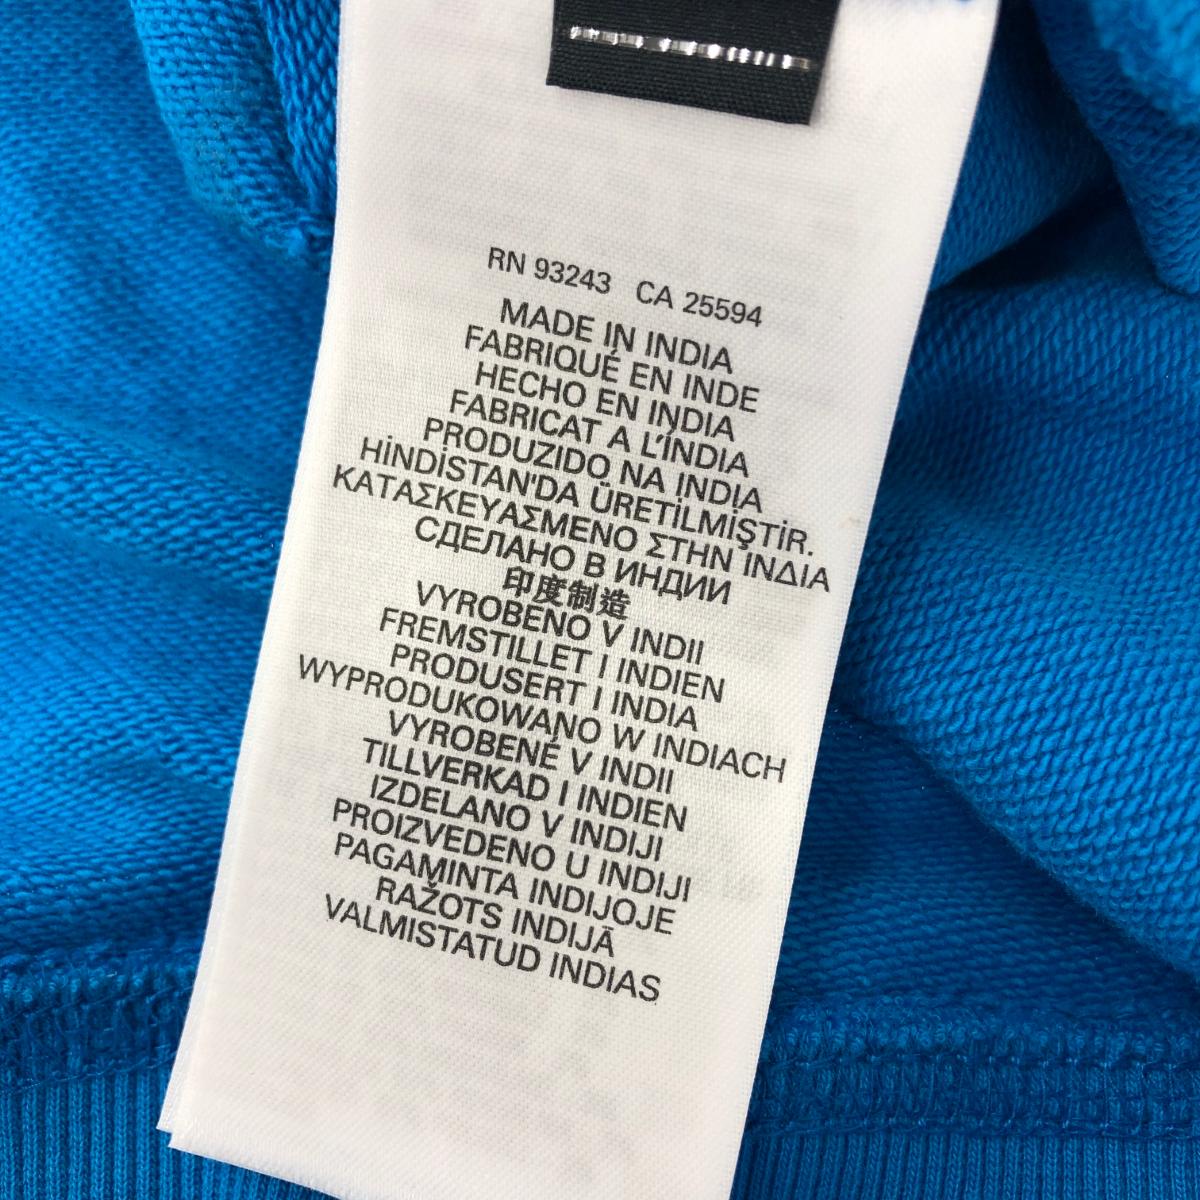 RN 93243 CA 25594
MADE IN INDIA
FABRIQUÉ EN INDE
HECHO EN INDIA
FABRICAT A L'ÍNDIA
PRODUZIDO NA INDIA
HİNDİSTAN'DA ÜRETİLMİŞTİR.
ΚΑΤΑΣΚΕΥΑΣΜΕΝΟ ΣΤΗΝ ΙΝΔΙΑ
СДЕЛАНО В ИНДИИ
印度制造
VYROBENO V INDII
FREMSTILLET I INDIEN
PRODUSERT I INDIA
WYPRODUKOWANO W INDIACH
VYROBENÉ V INDII
TILLVERKAD I INDIEN
IZDELANO V INDIJI
PROIZVEDENO U INDIJI
PAGAMINTA INDIJOJE
RAŽOTS INDIJĀ
VALMISTATUD INDIAS